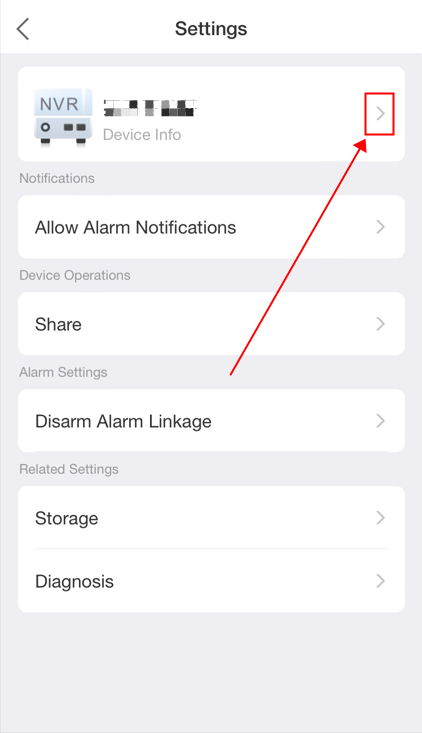 Settings
NVR
Device Info
Notifications
Allow Alarm Notifications
Device Operations
Share
Alarm Settings
Disarm Alarm Linkage
Related Settings
Storage
Diagnosis